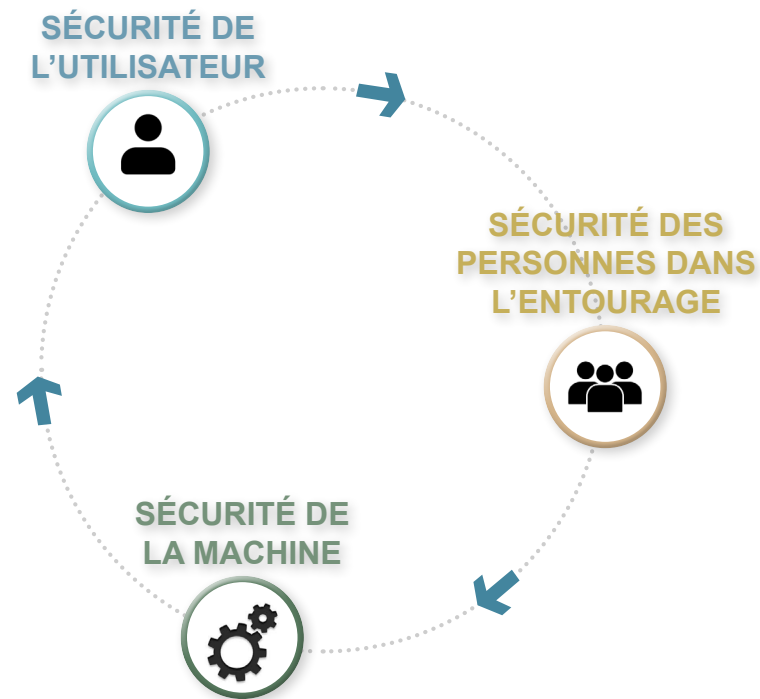 SÉCURITÉ DE
L’UTILISATEUR
SÉCURITÉ DES
PERSONNES DANS
L’ENTOURAGE
SÉCURITÉ DE
LA MACHINE